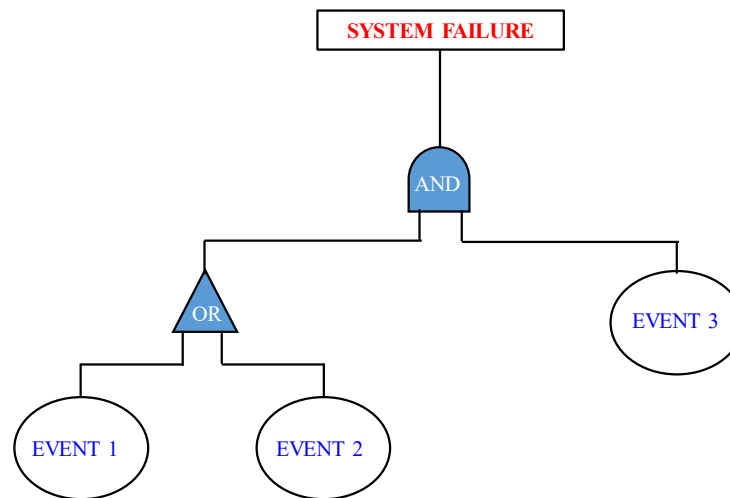 SYSTEM FAILURE
AND
OR
EVENT 3
EVENT 1
EVENT 2